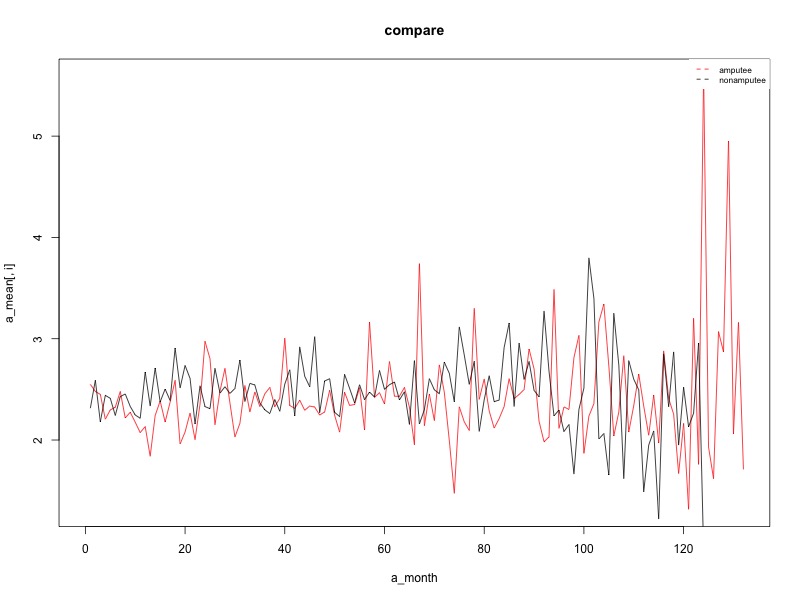 compare
amputee
nonamputee
5
4
3
2
a_mean[, i]
0 20 40 60 80 100 120
a_month